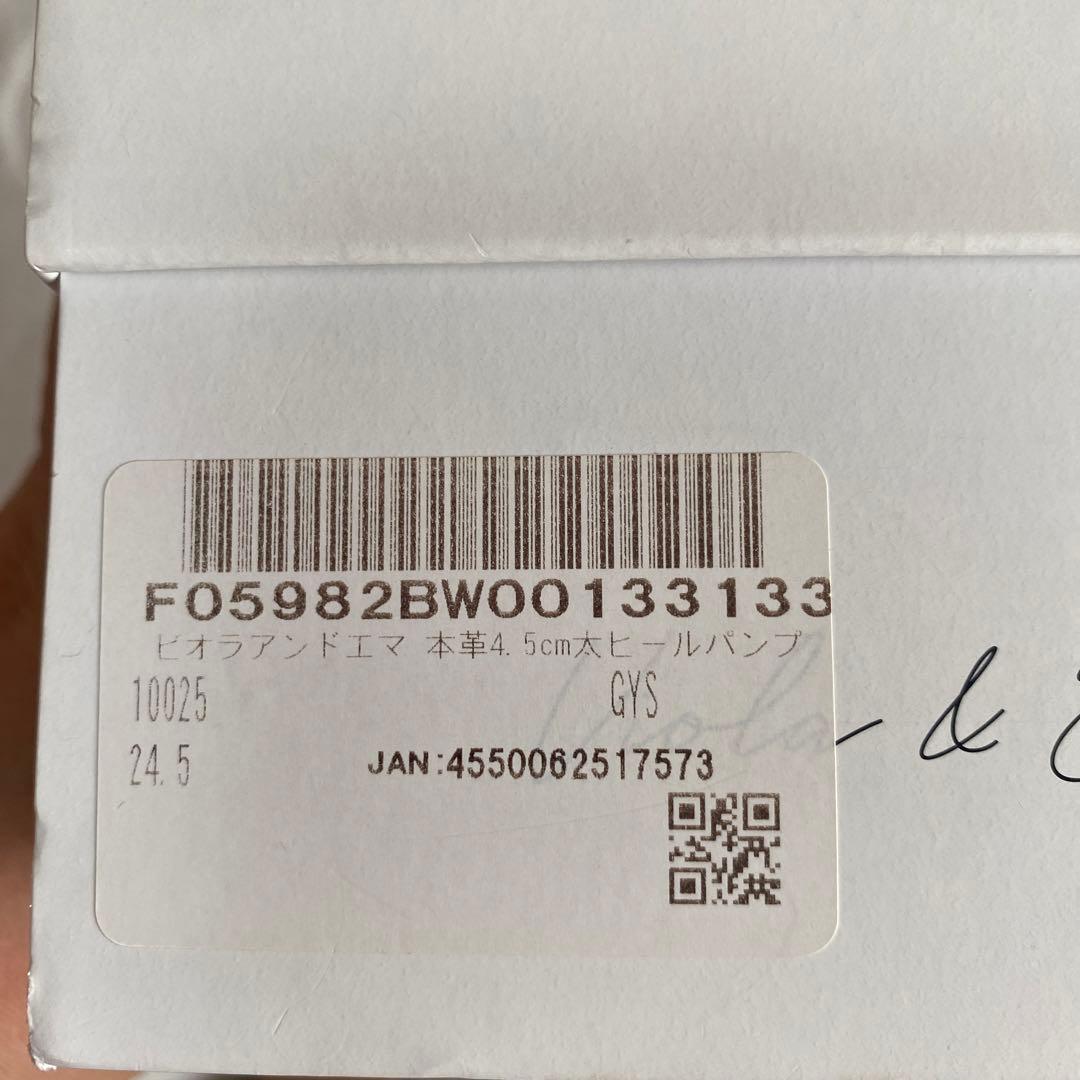 F05982BW00133133
ビオラアンドエマ 本革4.5cm太ヒールパンプ
10025 GYS
Viola &
24.5 JAN:4550062517573